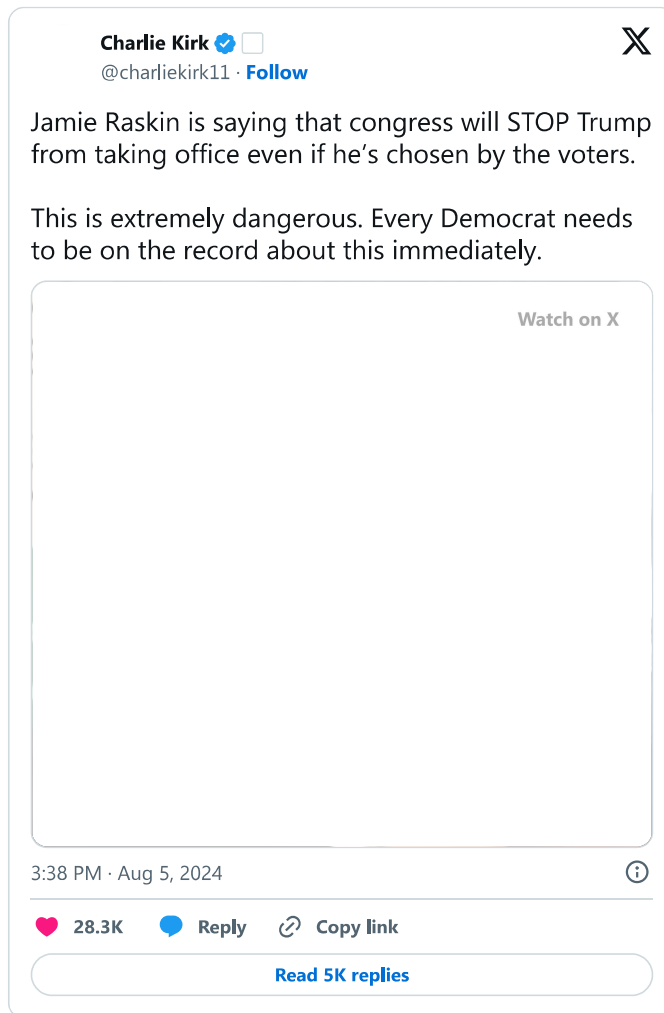 Charlie Kirk
@charliekirk11 · Follow
Jamie Raskin is saying that congress will STOP Trump
from taking office even if he’s chosen by the voters.
This is extremely dangerous. Every Democrat needs
to be on the record about this immediately.
Watch on X
3:38 PM · Aug 5, 2024
28.3K Reply Copy link
Read 5K replies